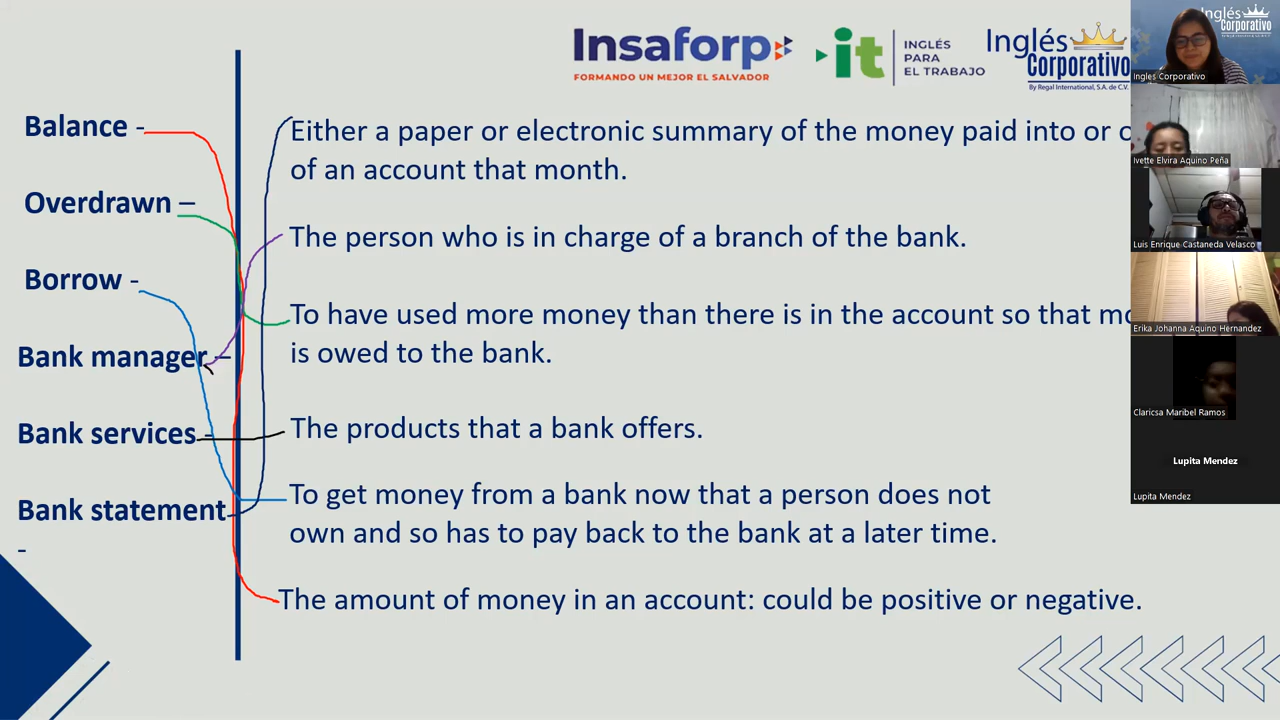 Insaforp
FORMANDO UN MEJOR EL SALVADOR
it
INGLÉS
PARA
EL TRABAJO
Inglés
Corporativo
By Regal International, S.A. de C.V.
Inglés
Corporativo
Ingles Corporativo
Balance -
Either a paper or electronic summary of the money paid into or
of an account that month.
Ivette Elvira Aquino Peña
Overdrawn –
The person who is in charge of a branch of the bank.
Luis Enrique Castaneda Velasco
Borrow -
To have used more money than there is in the account so that
is owed to the bank.
Erika Johanna Aquino Hernandez
Bank manager –
Bank services -
The products that a bank offers.
Claricsa Maribel Ramos
Lupita Mendez
Lupita Mendez
Bank statement
-
To get money from a bank now that a person does not
own and so has to pay back to the bank at a later time.
The amount of money in an account: could be positive or negative.